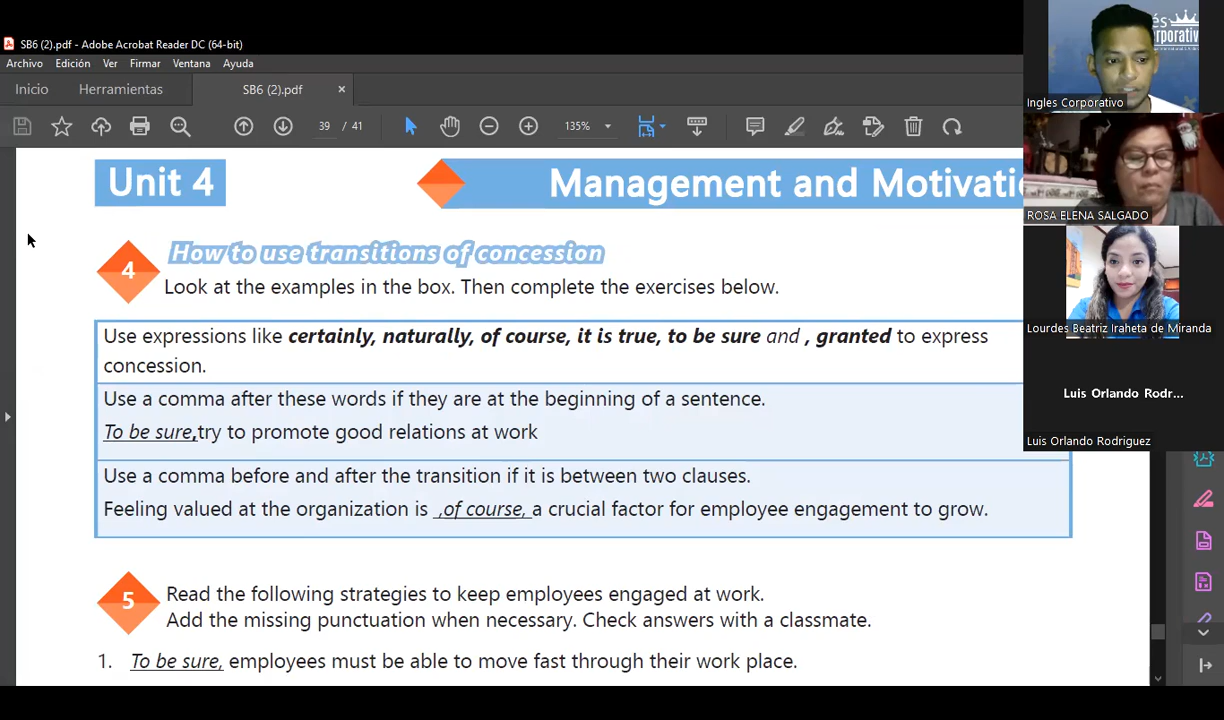 SB6 (2).pdf - Adobe Acrobat Reader DC (64-bit)
Archivo Edición Ver Firmar Ventana Ayuda
Inicio Herramientas SB6 (2).pdf ×
39 / 41 135%
Unit 4
Management and Motivati
4
How to use transitions of concession
Look at the examples in the box. Then complete the exercises below.
Use expressions like certainly, naturally, of course, it is true, to be sure and , granted to express
concession.
Use a comma after these words if they are at the beginning of a sentence.
To be sure,try to promote good relations at work
Use a comma before and after the transition if it is between two clauses.
Feeling valued at the organization is ,of course, a crucial factor for employee engagement to grow.
5
Read the following strategies to keep employees engaged at work.
Add the missing punctuation when necessary. Check answers with a classmate.
1. To be sure, employees must be able to move fast through their work place.
Ingles Corporativo
ROSA ELENA SALGADO
Lourdes Beatriz Iraheta de Miranda
Luis Orlando Rodr...
Luis Orlando Rodriguez